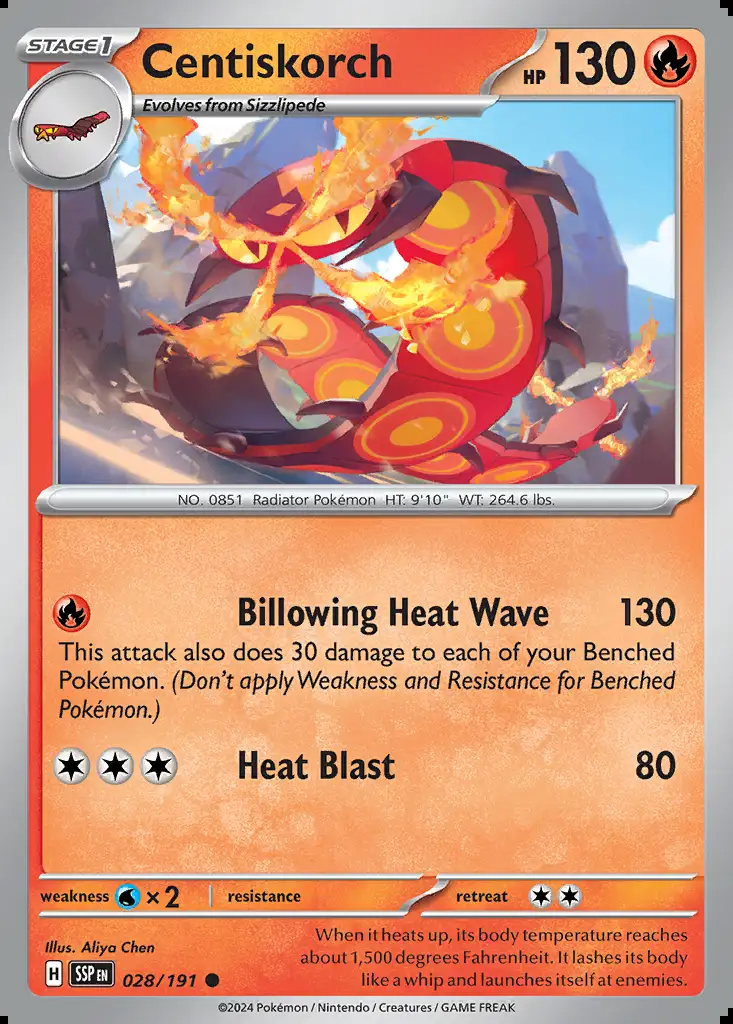 STAGE1
Centiskorch
HP 130
Evolves from Sizzlipede
NO. 0851 Radiator Pokémon HT: 9'10" WT: 264.6 lbs.
Billowing Heat Wave 130
This attack also does 30 damage to each of your Benched
Pokémon. (Don't apply Weakness and Resistance for Benched
Pokémon.)
Heat Blast 80
weakness ×2 resistance retreat
Illus. Aliya Chen
When it heats up, its body temperature reaches
about 1,500 degrees Fahrenheit. It lashes its body
like a whip and launches itself at enemies.
H SSP EN 028/191
©2024 Pokémon / Nintendo / Creatures / GAME FREAK